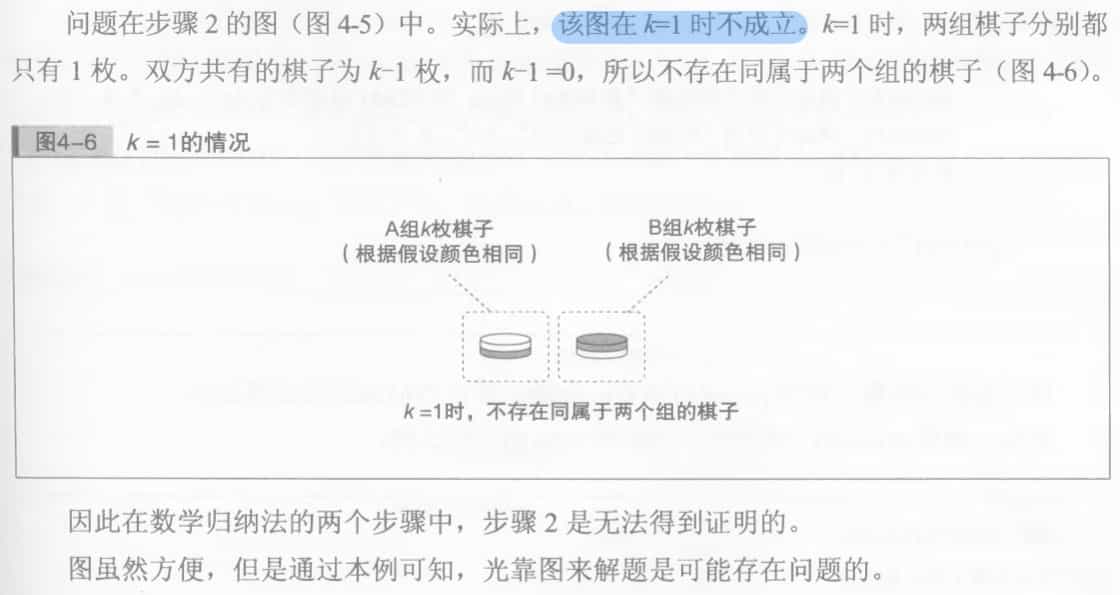 问题在步骤 2 的图（图 4-5）中。实际上，该图在 k=1 时不成立。k=1 时，两组棋子分别都
只有 1 枚。双方共有的棋子为 k-1 枚，而 k-1 =0，所以不存在同属于两个组的棋子（图 4-6）。
图4-6 k = 1的情况
A组k枚棋子 B组k枚棋子
（根据假设颜色相同） （根据假设颜色相同）
k =1时，不存在同属于两个组的棋子
因此在数学归纳法的两个步骤中，步骤 2 是无法得到证明的。
图虽然方便，但是通过本例可知，光靠图来解题是可能存在问题的。